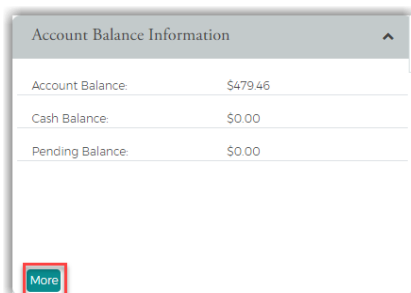 Account Balance Information
Account Balance: $479.46
Cash Balance: $0.00
Pending Balance: $0.00
More